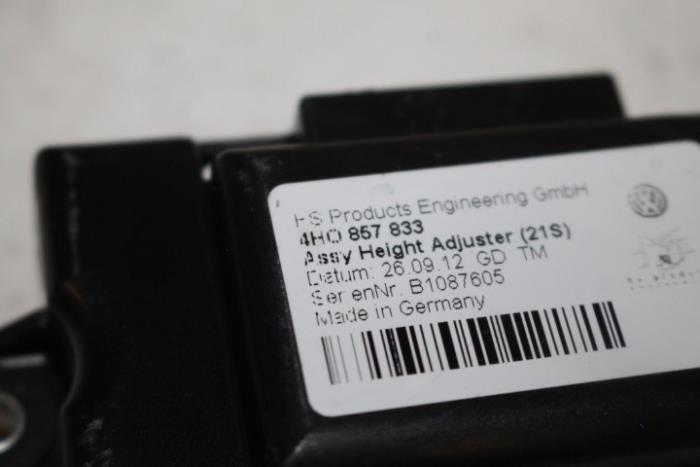 HS Products Engineering GmbH
4H0 857 833
Assy Height Adjuster (21S)
Datum: 26.09.12 GD TM
SerienNr. B1087605
Made in Germany